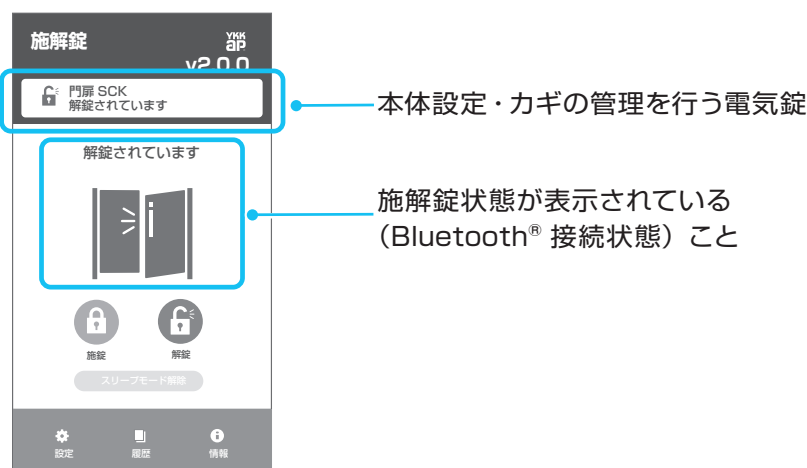 施解錠
YKK
ap
v2.0.0
門扉 SCK
解錠されています
本体設定・カギの管理を行う電気錠
解錠されています
施解錠状態が表示されている
（Bluetooth® 接続状態）こと
施錠
解錠
スリープモード解除
設定
履歴
情報